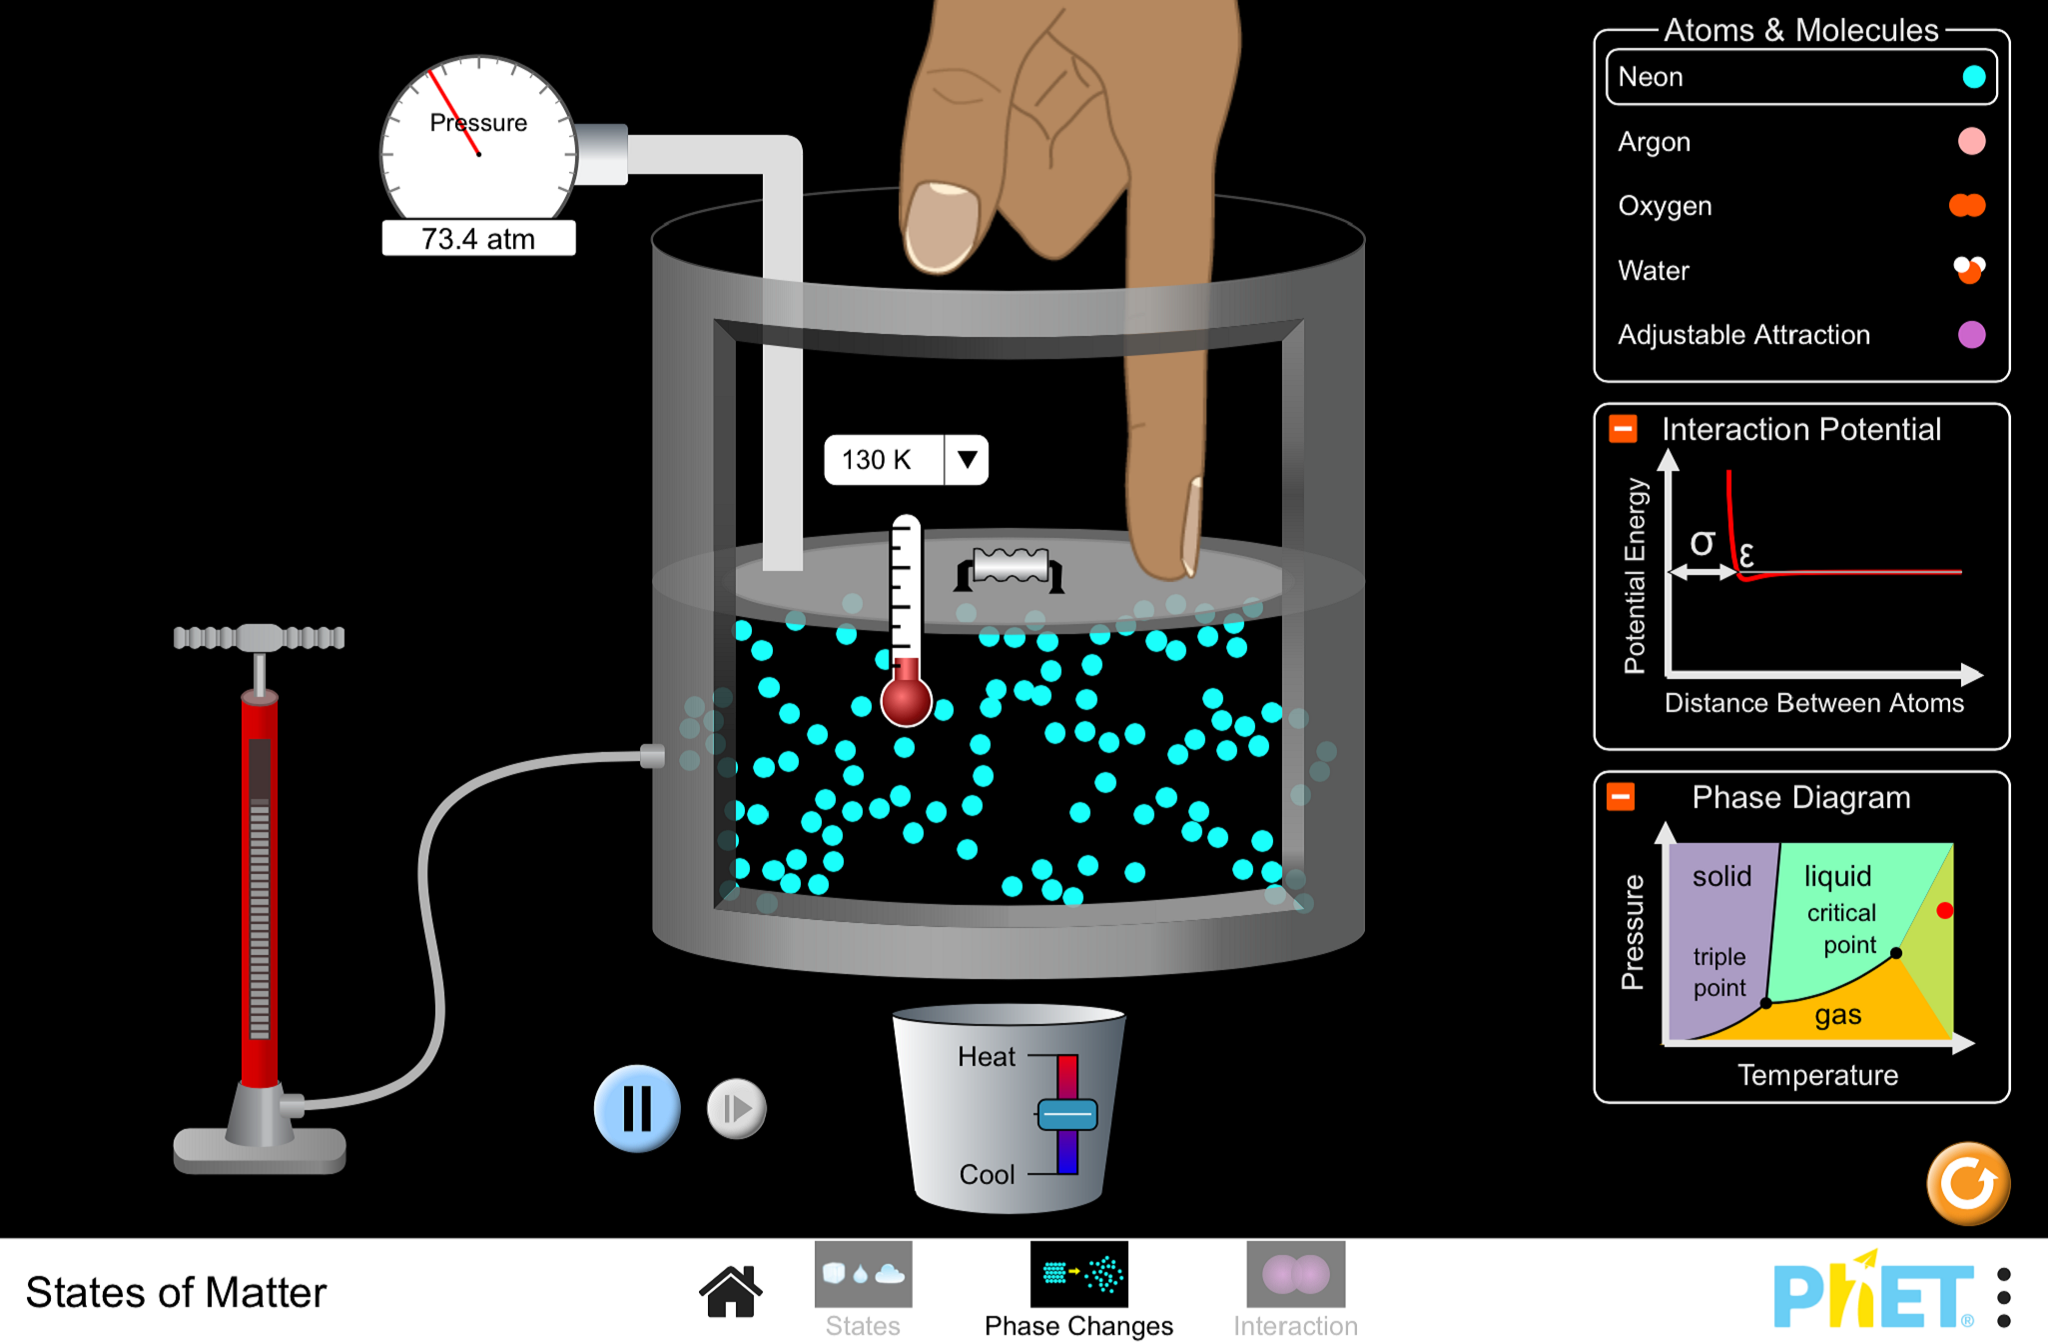 Pressure
73.4 atm
130 K
Atoms & Molecules
Neon
Argon
Oxygen
Water
Adjustable Attraction
Interaction Potential
Potential Energy
σ
ε
Distance Between Atoms
Phase Diagram
Pressure
solid
liquid
critical
point
triple
point
gas
Temperature
Heat
Cool
States of Matter
States
Phase Changes
Interaction
PhET®